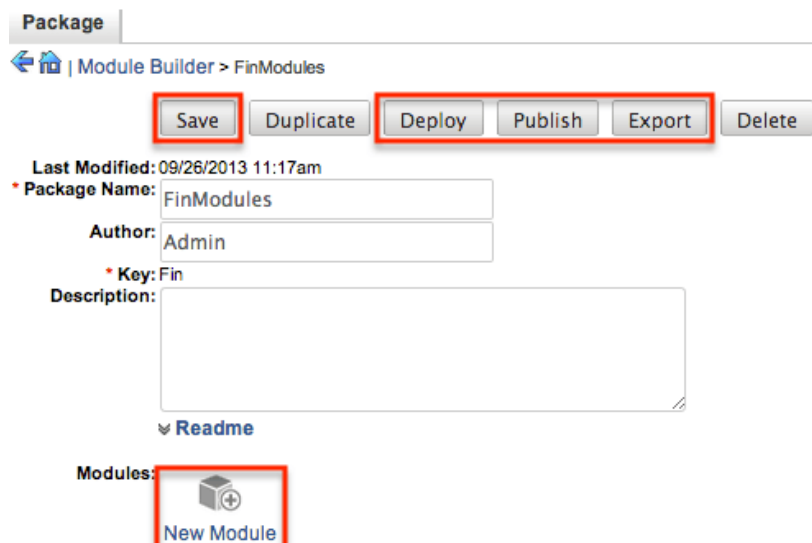 Package
| Module Builder > FinModules
Save Duplicate Deploy Publish Export Delete
Last Modified: 09/26/2013 11:17am
* Package Name: FinModules
Author: Admin
* Key: Fin
Description:
Readme
Modules:
New Module